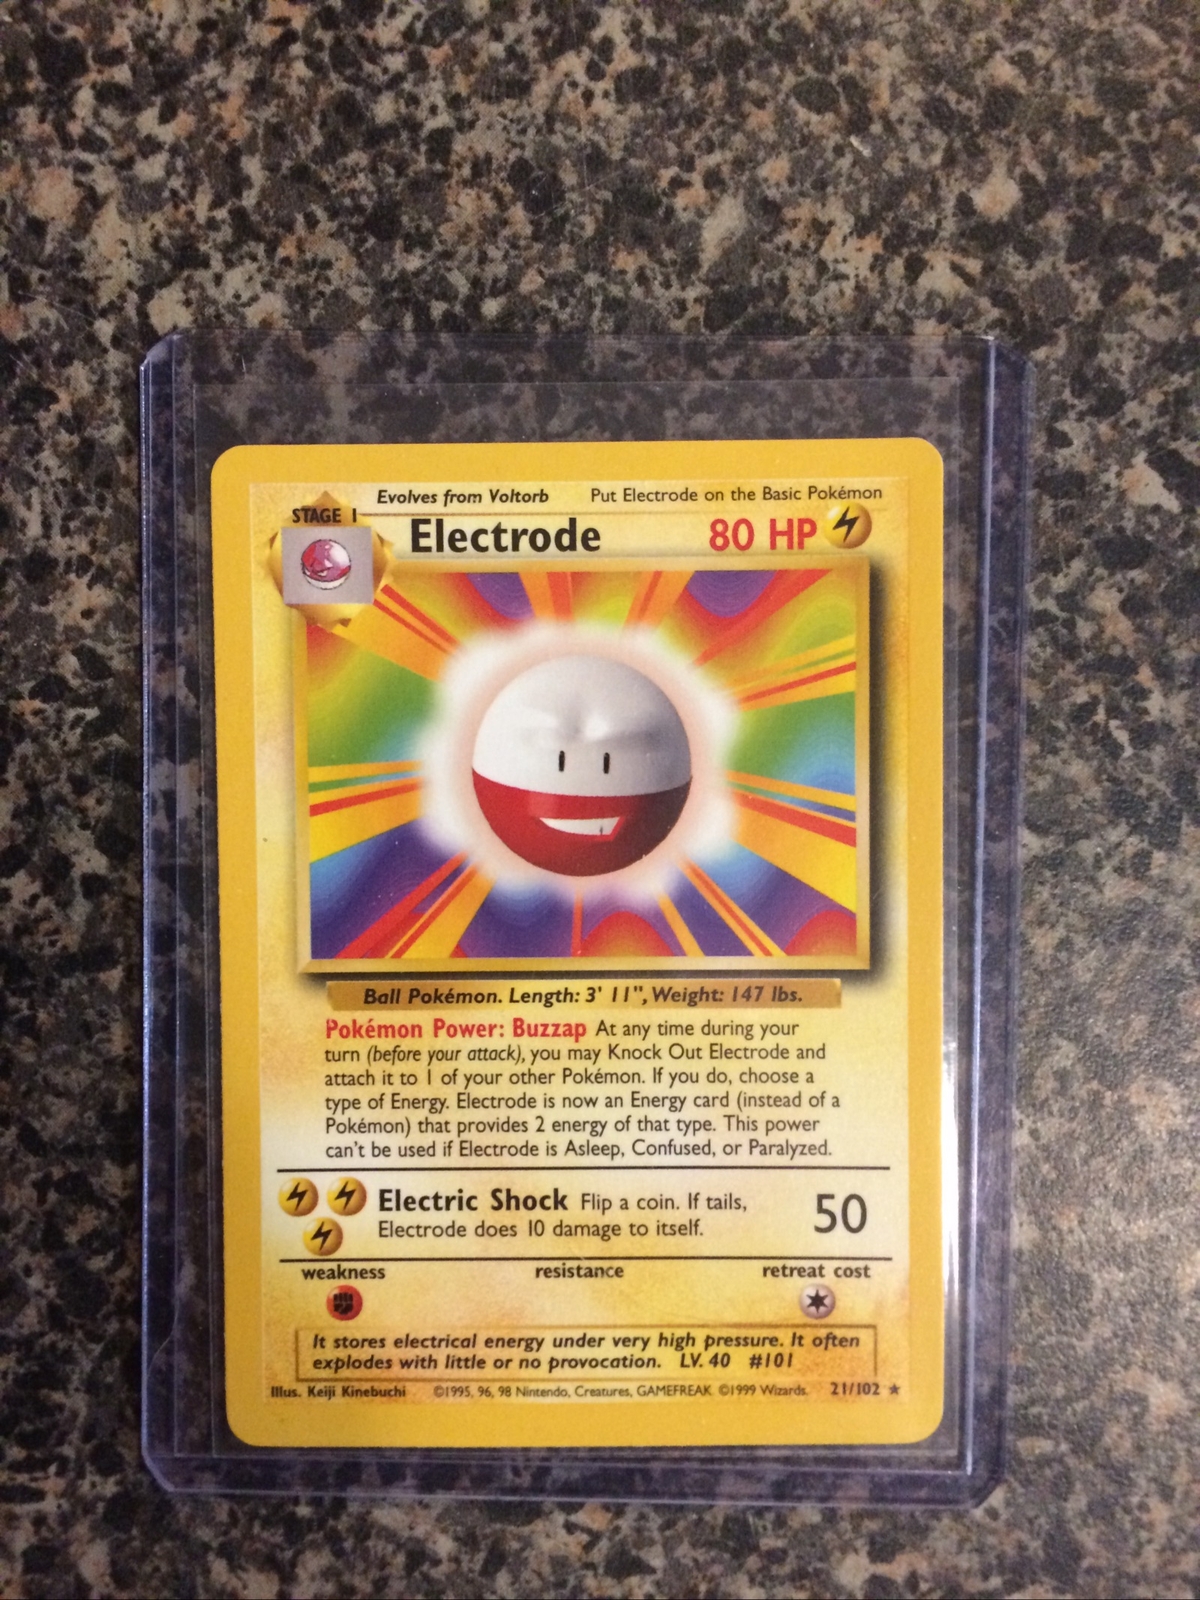 Evolves from Voltorb Put Electrode on the Basic Pokémon
STAGE 1
Electrode 80 HP
Ball Pokémon. Length: 3' 11", Weight: 147 lbs.
Pokémon Power: Buzzap At any time during your
turn (before your attack), you may Knock Out Electrode and
attach it to 1 of your other Pokémon. If you do, choose a
type of Energy. Electrode is now an Energy card (instead of a
Pokémon) that provides 2 energy of that type. This power
can't be used if Electrode is Asleep, Confused, or Paralyzed.
Electric Shock Flip a coin. If tails,
Electrode does 10 damage to itself.
50
weakness resistance retreat cost
It stores electrical energy under very high pressure. It often
explodes with little or no provocation. LV. 40 #101
Illus. Keiji Kinebuchi ©1995, 96, 98 Nintendo, Creatures, GAMEFREAK ©1999 Wizards. 21/102 ★